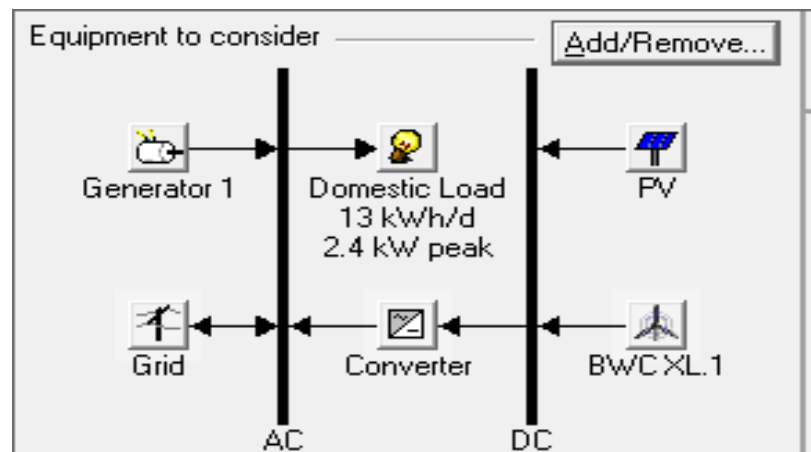 Equipment to consider
Add/Remove...
Generator 1
Domestic Load
13 kWh/d
2.4 kW peak
PV
Grid
Converter
BWC XL.1
AC
DC